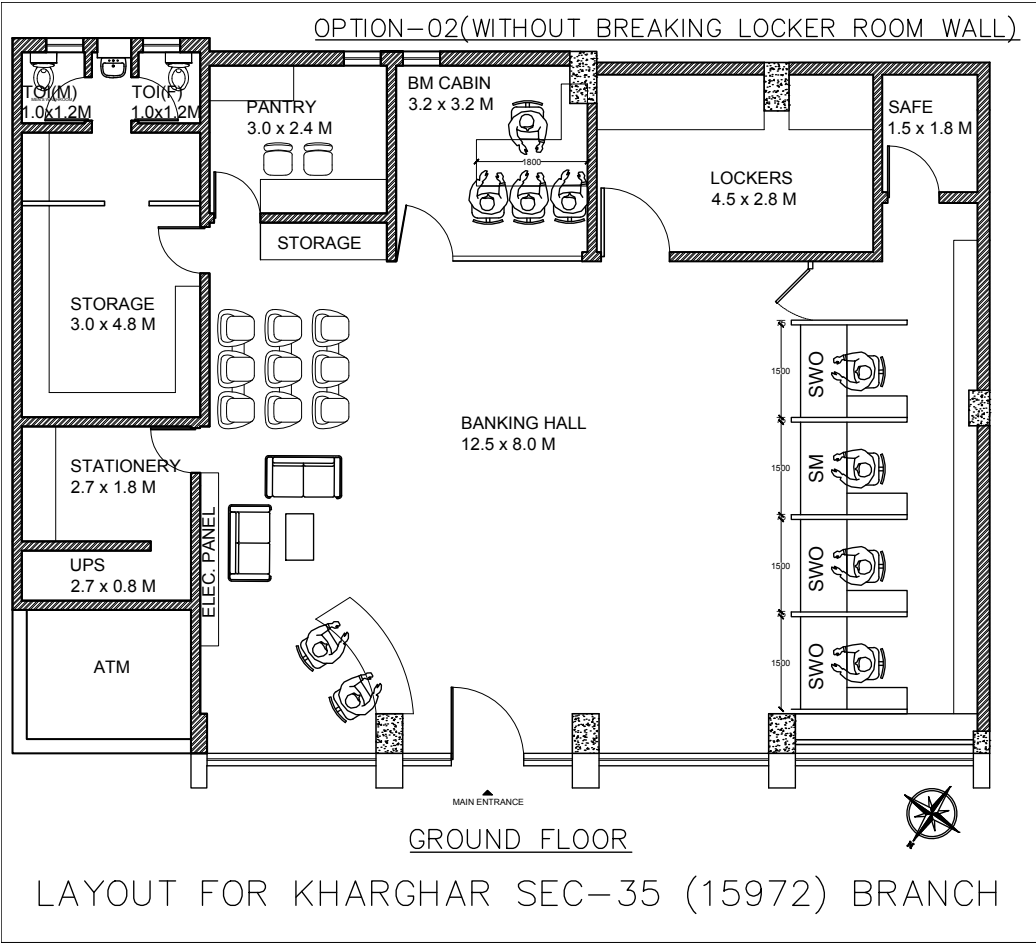 OPTION-02(WITHOUT BREAKING LOCKER ROOM WALL)
TOI(M)
1.0x1.2M
TOI(F)
1.0x1.2M
PANTRY
3.0 x 2.4 M
BM CABIN
3.2 x 3.2 M
1800
SAFE
1.5 x 1.8 M
LOCKERS
4.5 x 2.8 M
STORAGE
STORAGE
3.0 x 4.8 M
BANKING HALL
12.5 x 8.0 M
1500
SWO
1500
SM
1500
SWO
1500
SWO
STATIONERY
2.7 x 1.8 M
UPS
2.7 x 0.8 M
ELEC. PANEL
ATM
MAIN ENTRANCE
GROUND FLOOR
LAYOUT FOR KHARGHAR SEC-35 (15972) BRANCH